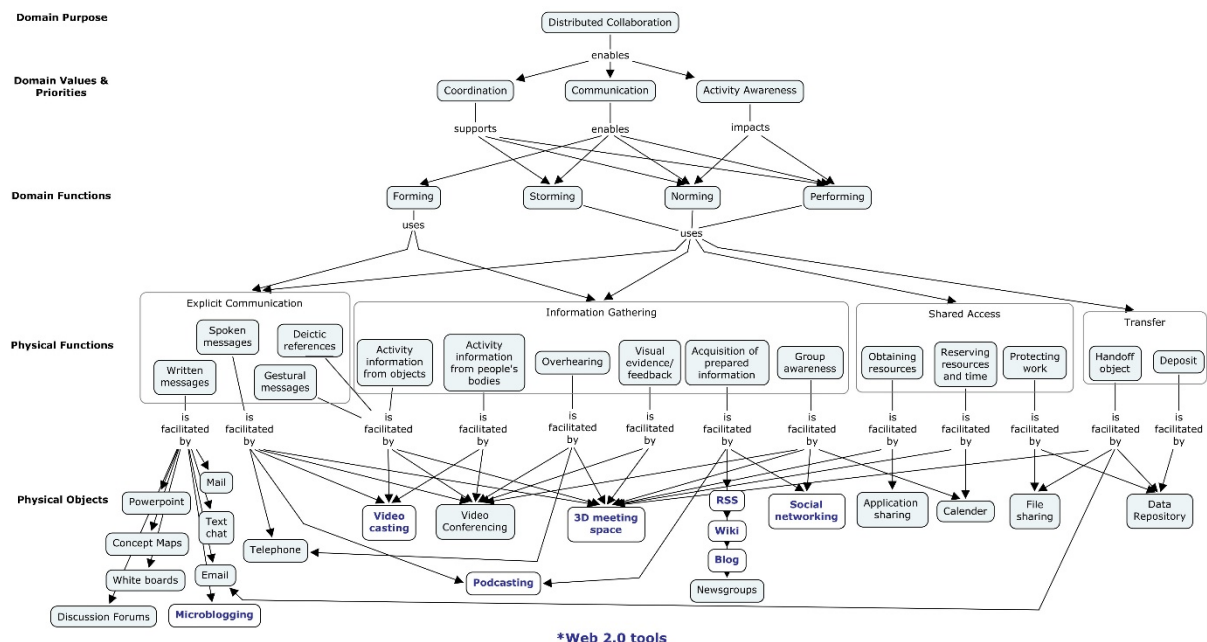 Domain Purpose
Distributed Collaboration
enables
Domain Values &
Priorities
Coordination
Communication
Activity Awareness
supports
enables
impacts
Domain Functions
Forming
Storming
Norming
Performing
uses
uses
Physical Functions
Explicit Communication
Spoken
messages
Deictic
references
Written
messages
Gestural
messages
Information Gathering
Activity
information
from objects
Activity
information
from people's
bodies
Overhearing
Visual
evidence/
feedback
Acquisition of
prepared
information
Group
awareness
Shared Access
Obtaining
resources
Reserving
resources
and time
Protecting
work
Transfer
Handoff
object
Deposit
is
facilitated
by
is
facilitated
by
is
facilitated
by
is
facilitated
by
is
facilitated
by
is
facilitated
by
is
facilitated
by
is
facilitated
by
is
facilitated
by
is
facilitated
by
is
facilitated
by
is
facilitated
by
is
facilitated
by
Physical Objects
Mail
Powerpoint
Text
chat
Concept Maps
White boards
Email
Discussion Forums
Microblogging
Telephone
Video
casting
Video
Conferencing
Podcasting
3D meeting
space
RSS
Wiki
Blog
Newsgroups
Social
networking
Application
sharing
Calender
File
sharing
Data
Repository
*Web 2.0 tools